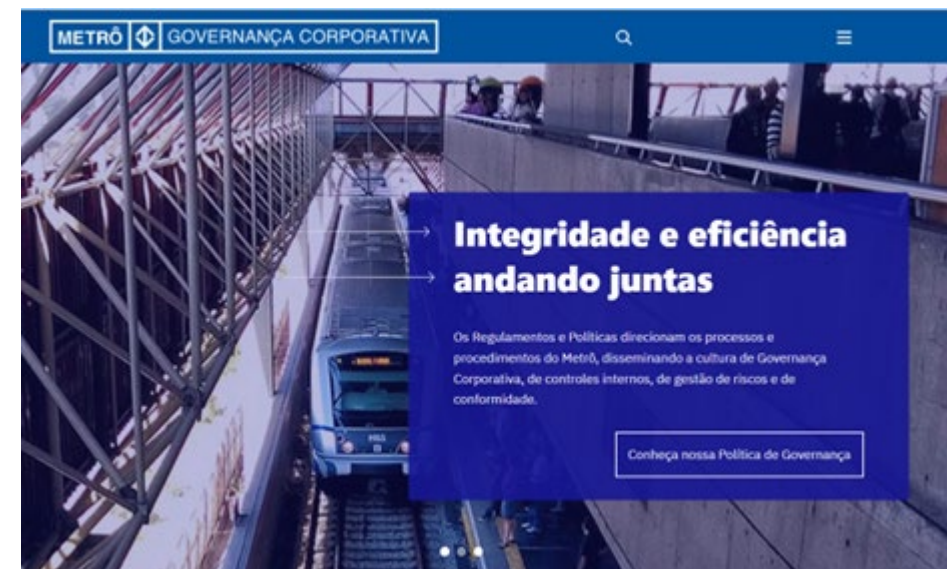 METRÔ GOVERNANÇA CORPORATIVA
Integridade e eficiência
andando juntas
Os Regulamentos e Políticas direcionam os processos e
procedimentos do Metrô, disseminando a cultura de Governança
Corporativa, de controles internos, de gestão de riscos e de
conformidade.
Conheça nossa Política de Governança